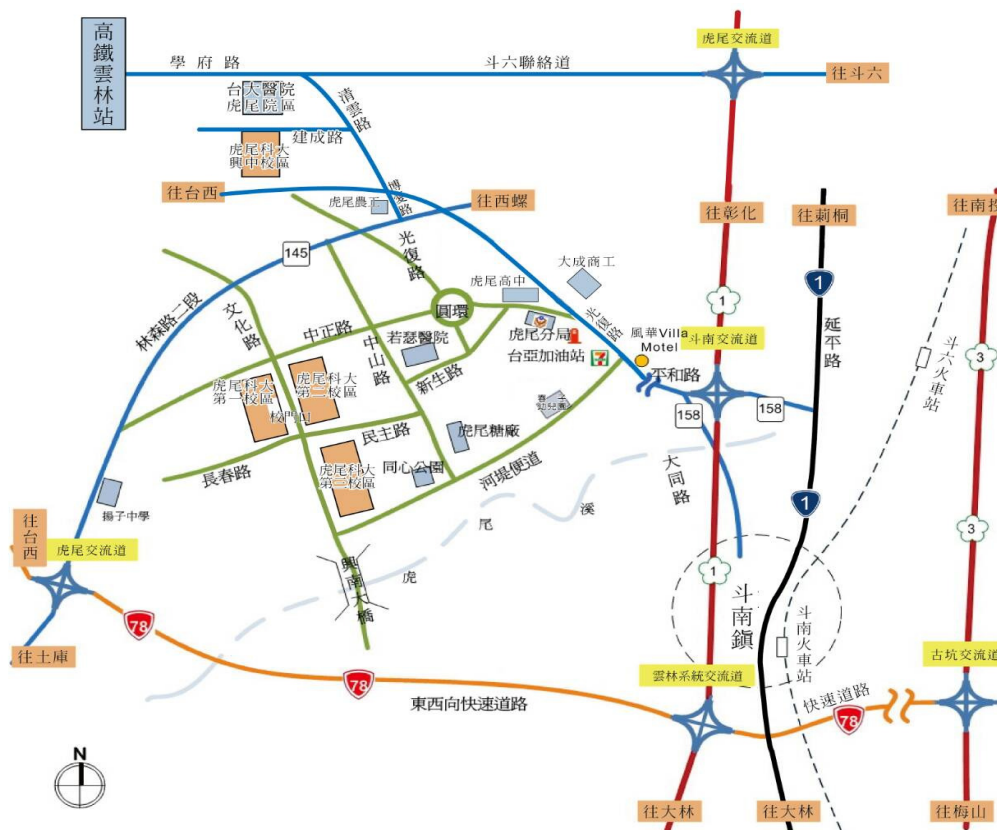 高鐵雲林站
學府路
斗六聯絡道
虎尾交流道
往斗六
台大醫院
虎尾院區
清雲路
建成路
虎尾科大
興中校區
往台西
虎尾農工
博愛路
往西螺
往彰化
往莿桐
往南投
145
光復路
大成商工
虎尾高中
1
1
林森路二段
文化路
中正路
中山路
圓環
若瑟醫院
虎尾分局
台亞加油站
7
光復路
風華Villa
Motel
斗南交流道
延平路
斗六火車站
3
平和路
新生路
虎尾科大
第一校區
校門口
虎尾科大
第二校區
158
158
幼兒園
民主路
虎尾糖廠
長春路
虎尾科大
第三校區
同心公園
河堤便道
大同路
揚子中學
虎
尾
溪
1
3
往台西
虎尾交流道
興南大橋
1
斗南鎮
斗南火車站
78
往土庫
78
東西向快速道路
雲林系統交流道
古坑交流道
快速道路
78
N
往大林
往大林
往梅山